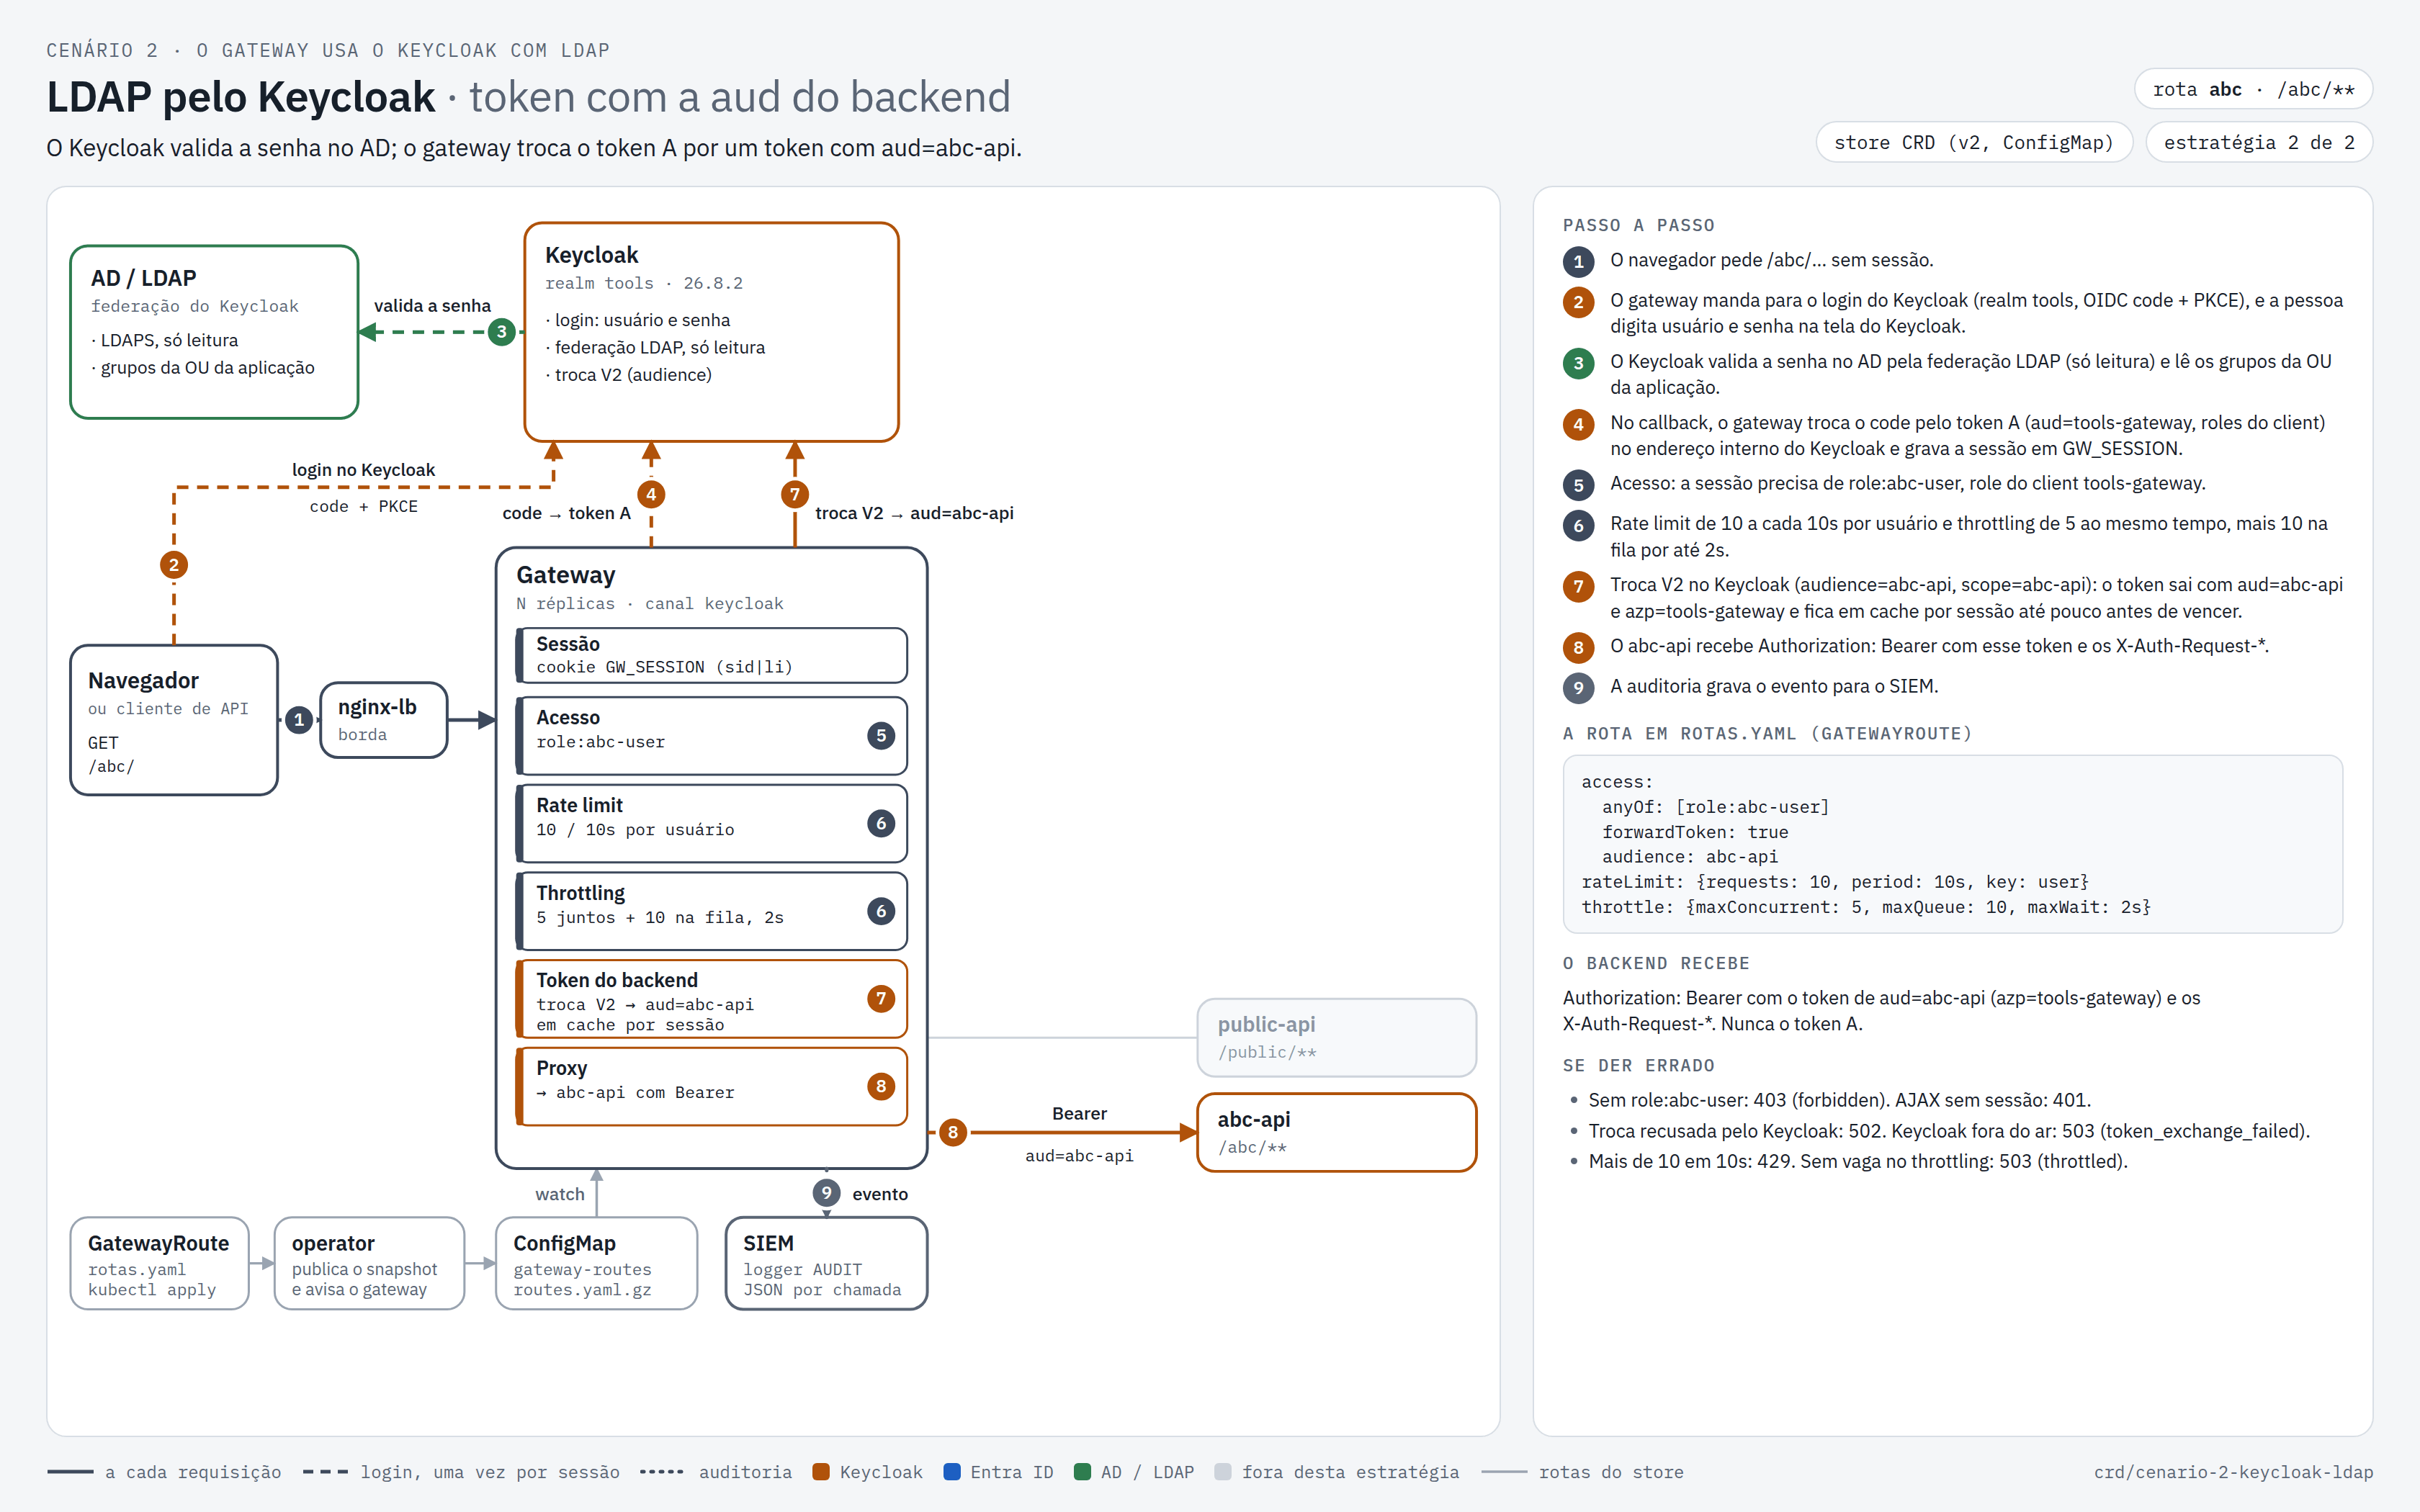 CENÁRIO 2 · O GATEWAY USA O KEYCLOAK COM LDAP
LDAP pelo Keycloak · token com a aud do backend
O Keycloak valida a senha no AD; o gateway troca o token A por um token com aud=abc-api.
rota abc · /abc/**
store CRD (v2, ConfigMap)
estratégia 2 de 2
AD / LDAP
federação do Keycloak
· LDAPS, só leitura
· grupos da OU da aplicação
valida a senha
3
Keycloak
realm tools · 26.8.2
· login: usuário e senha
· federação LDAP, só leitura
· troca V2 (audience)
login no Keycloak
code + PKCE
2
4
code → token A
7
troca V2 → aud=abc-api
Navegador
ou cliente de API
GET
/abc/
1
nginx-lb
borda
Gateway
N réplicas · canal keycloak
Sessão
cookie GW_SESSION (sid|li)
Acesso
role:abc-user
5
Rate limit
10 / 10s por usuário
6
Throttling
5 juntos + 10 na fila, 2s
6
Token do backend
troca V2 → aud=abc-api
em cache por sessão
7
Proxy
→ abc-api com Bearer
8
public-api
/public/**
8
Bearer
aud=abc-api
abc-api
/abc/**
watch
9
evento
GatewayRoute
rotas.yaml
kubectl apply
operator
publica o snapshot
e avisa o gateway
ConfigMap
gateway-routes
routes.yaml.gz
SIEM
logger AUDIT
JSON por chamada
PASSO A PASSO
1 O navegador pede /abc/... sem sessão.
2 O gateway manda para o login do Keycloak (realm tools, OIDC code + PKCE), e a pessoa
digita usuário e senha na tela do Keycloak.
3 O Keycloak valida a senha no AD pela federação LDAP (só leitura) e lê os grupos da OU
da aplicação.
4 No callback, o gateway troca o code pelo token A (aud=tools-gateway, roles do client)
no endereço interno do Keycloak e grava a sessão em GW_SESSION.
5 Acesso: a sessão precisa de role:abc-user, role do client tools-gateway.
6 Rate limit de 10 a cada 10s por usuário e throttling de 5 ao mesmo tempo, mais 10 na
fila por até 2s.
7 Troca V2 no Keycloak (audience=abc-api, scope=abc-api): o token sai com aud=abc-api
e azp=tools-gateway e fica em cache por sessão até pouco antes de vencer.
8 O abc-api recebe Authorization: Bearer com esse token e os X-Auth-Request-*.
9 A auditoria grava o evento para o SIEM.
A ROTA EM ROTAS.YAML (GATEWAYROUTE)
access:
  anyOf: [role:abc-user]
  forwardToken: true
  audience: abc-api
rateLimit: {requests: 10, period: 10s, key: user}
throttle: {maxConcurrent: 5, maxQueue: 10, maxWait: 2s}
O BACKEND RECEBE
Authorization: Bearer com o token de aud=abc-api (azp=tools-gateway) e os
X-Auth-Request-*. Nunca o token A.
SE DER ERRADO
• Sem role:abc-user: 403 (forbidden). AJAX sem sessão: 401.
• Troca recusada pelo Keycloak: 502. Keycloak fora do ar: 503 (token_exchange_failed).
• Mais de 10 em 10s: 429. Sem vaga no throttling: 503 (throttled).
a cada requisição
login, uma vez por sessão
auditoria
Keycloak
Entra ID
AD / LDAP
fora desta estratégia
rotas do store
crd/cenario-2-keycloak-ldap